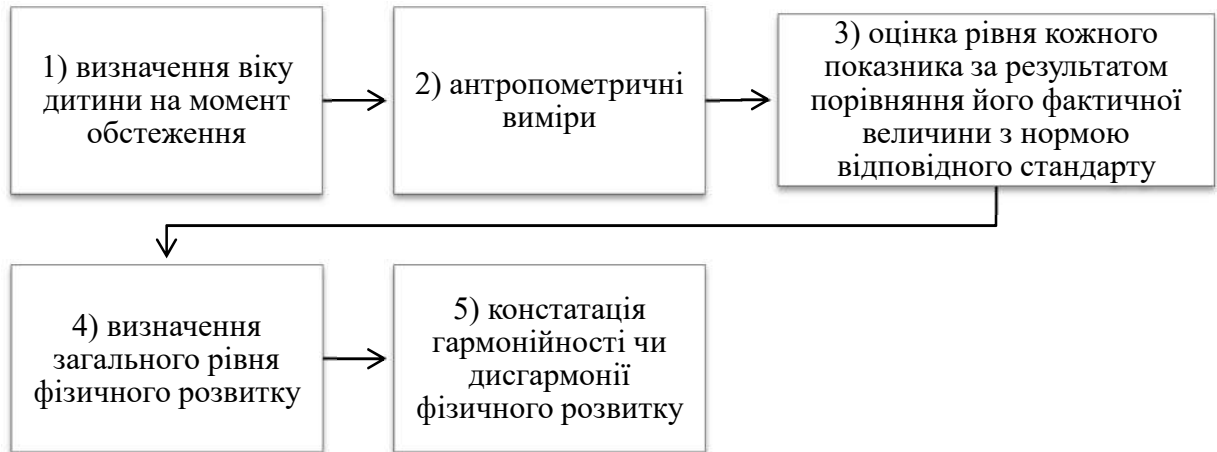 1) визначення віку
дитини на момент
обстеження
2) антропометричні
виміри
3) оцінка рівня кожного
показника за результатом
порівняння його фактичної
величини з нормою
відповідного стандарту
4) визначення
загального рівня
фізичного розвитку
5) констатація
гармонійності чи
дисгармонії
фізичного розвитку